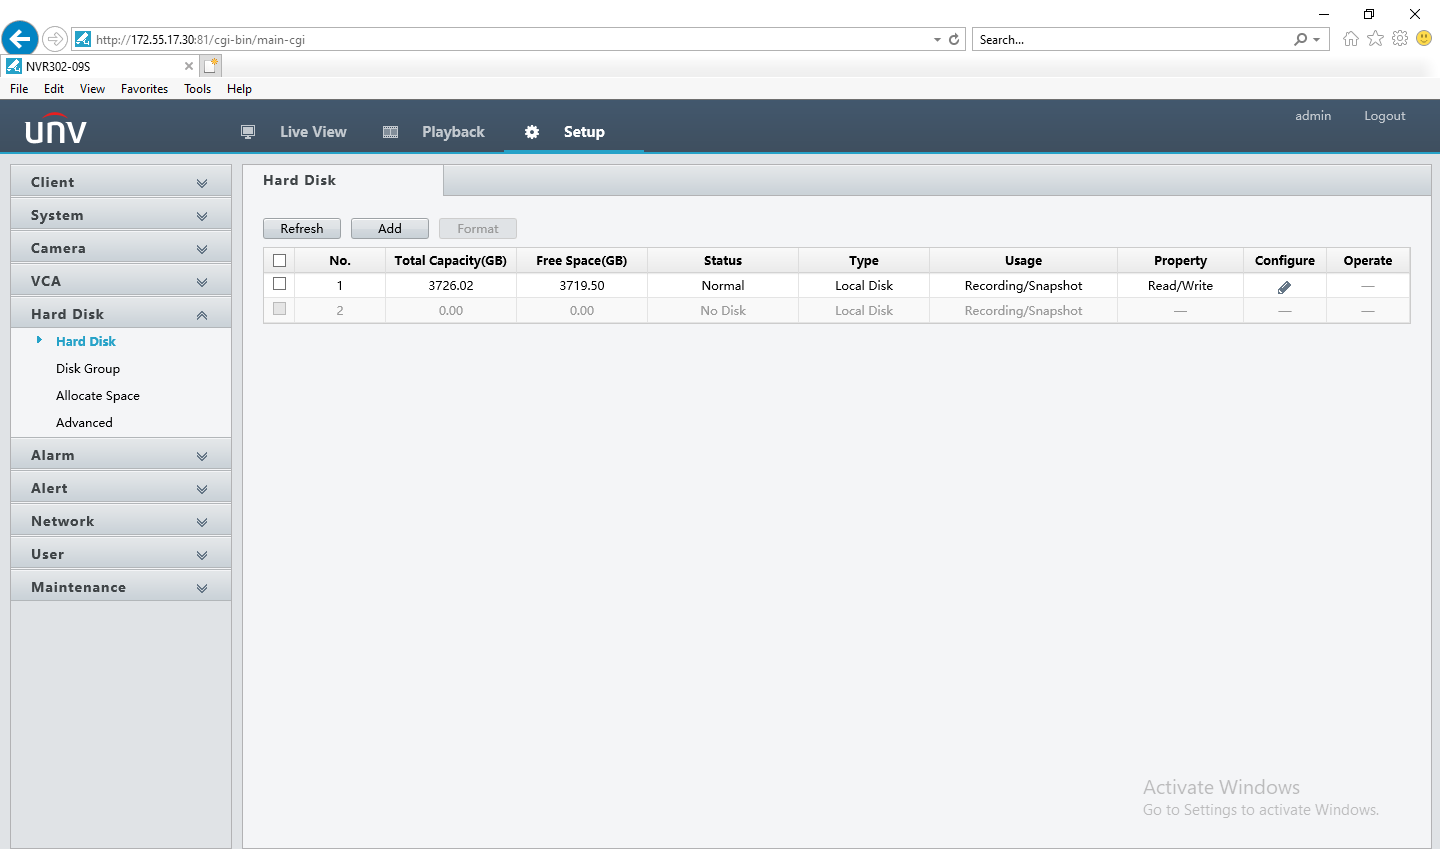 http://172.55.17.30:81/cgi-bin/main-cgi
Search...
NVR302-09S
File Edit View Favorites Tools Help
unv
Live View
Playback
Setup
admin
Logout
Client
System
Camera
VCA
Hard Disk
Hard Disk
Disk Group
Allocate Space
Advanced
Alarm
Alert
Network
User
Maintenance
Hard Disk
Refresh Add Format
No. Total Capacity(GB) Free Space(GB) Status Type Usage Property Configure Operate
1 3726.02 3719.50 Normal Local Disk Recording/Snapshot Read/Write —
2 0.00 0.00 No Disk Local Disk Recording/Snapshot — — —
Activate Windows
Go to Settings to activate Windows.